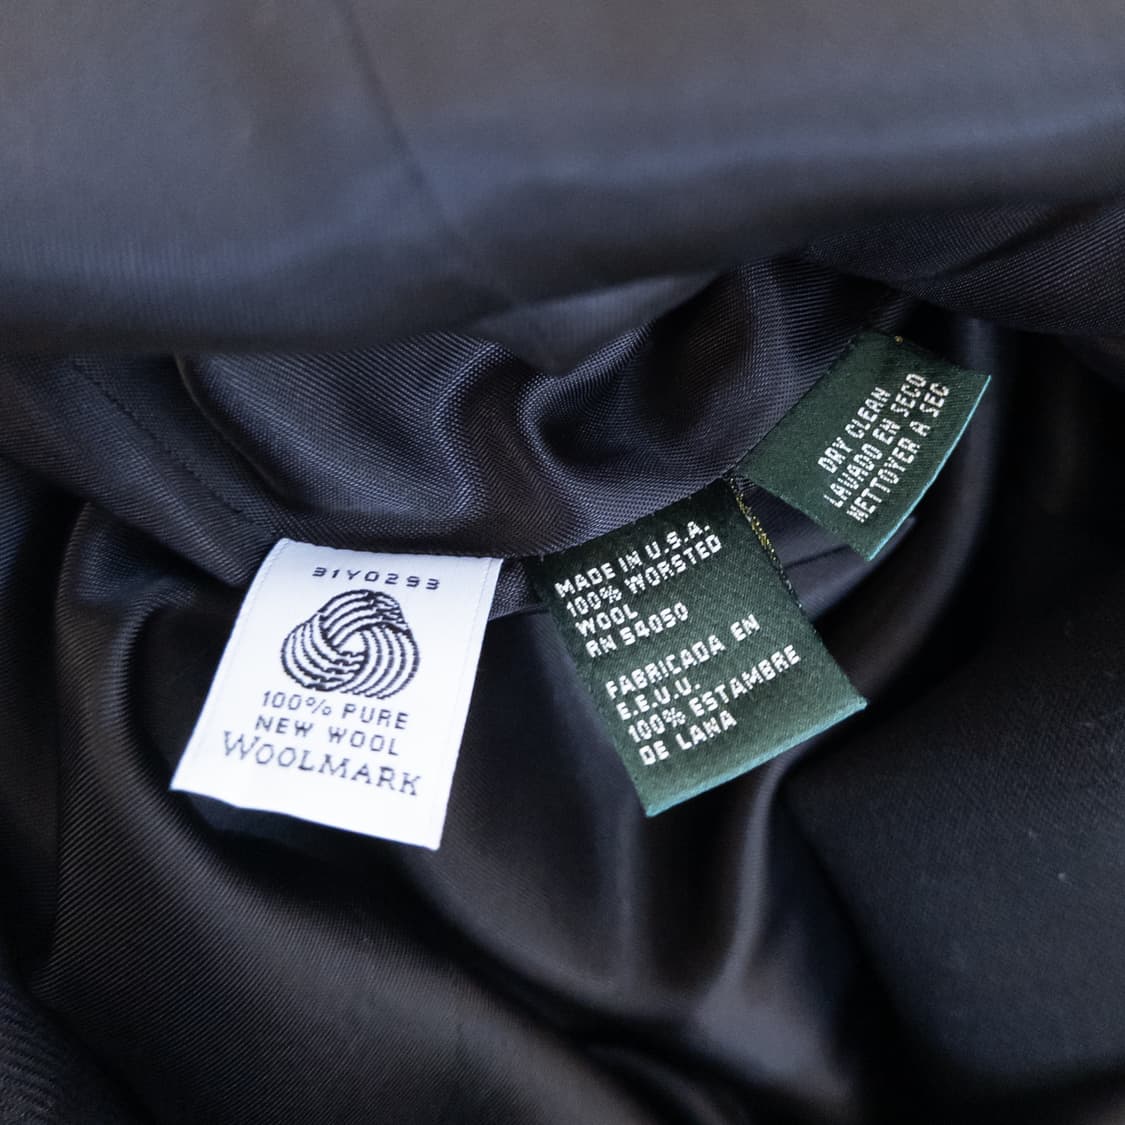 31Y0293
100% PURE
NEW WOOL
WOOLMARK
MADE IN U.S.A.
100% WORSTED
WOOL
RN 54050
FABRICADA EN
E.E.U.U.
100% ESTAMBRE
DE LANA
DRY CLEAN
LAVADO EN SECO
NETTOYER A SEC